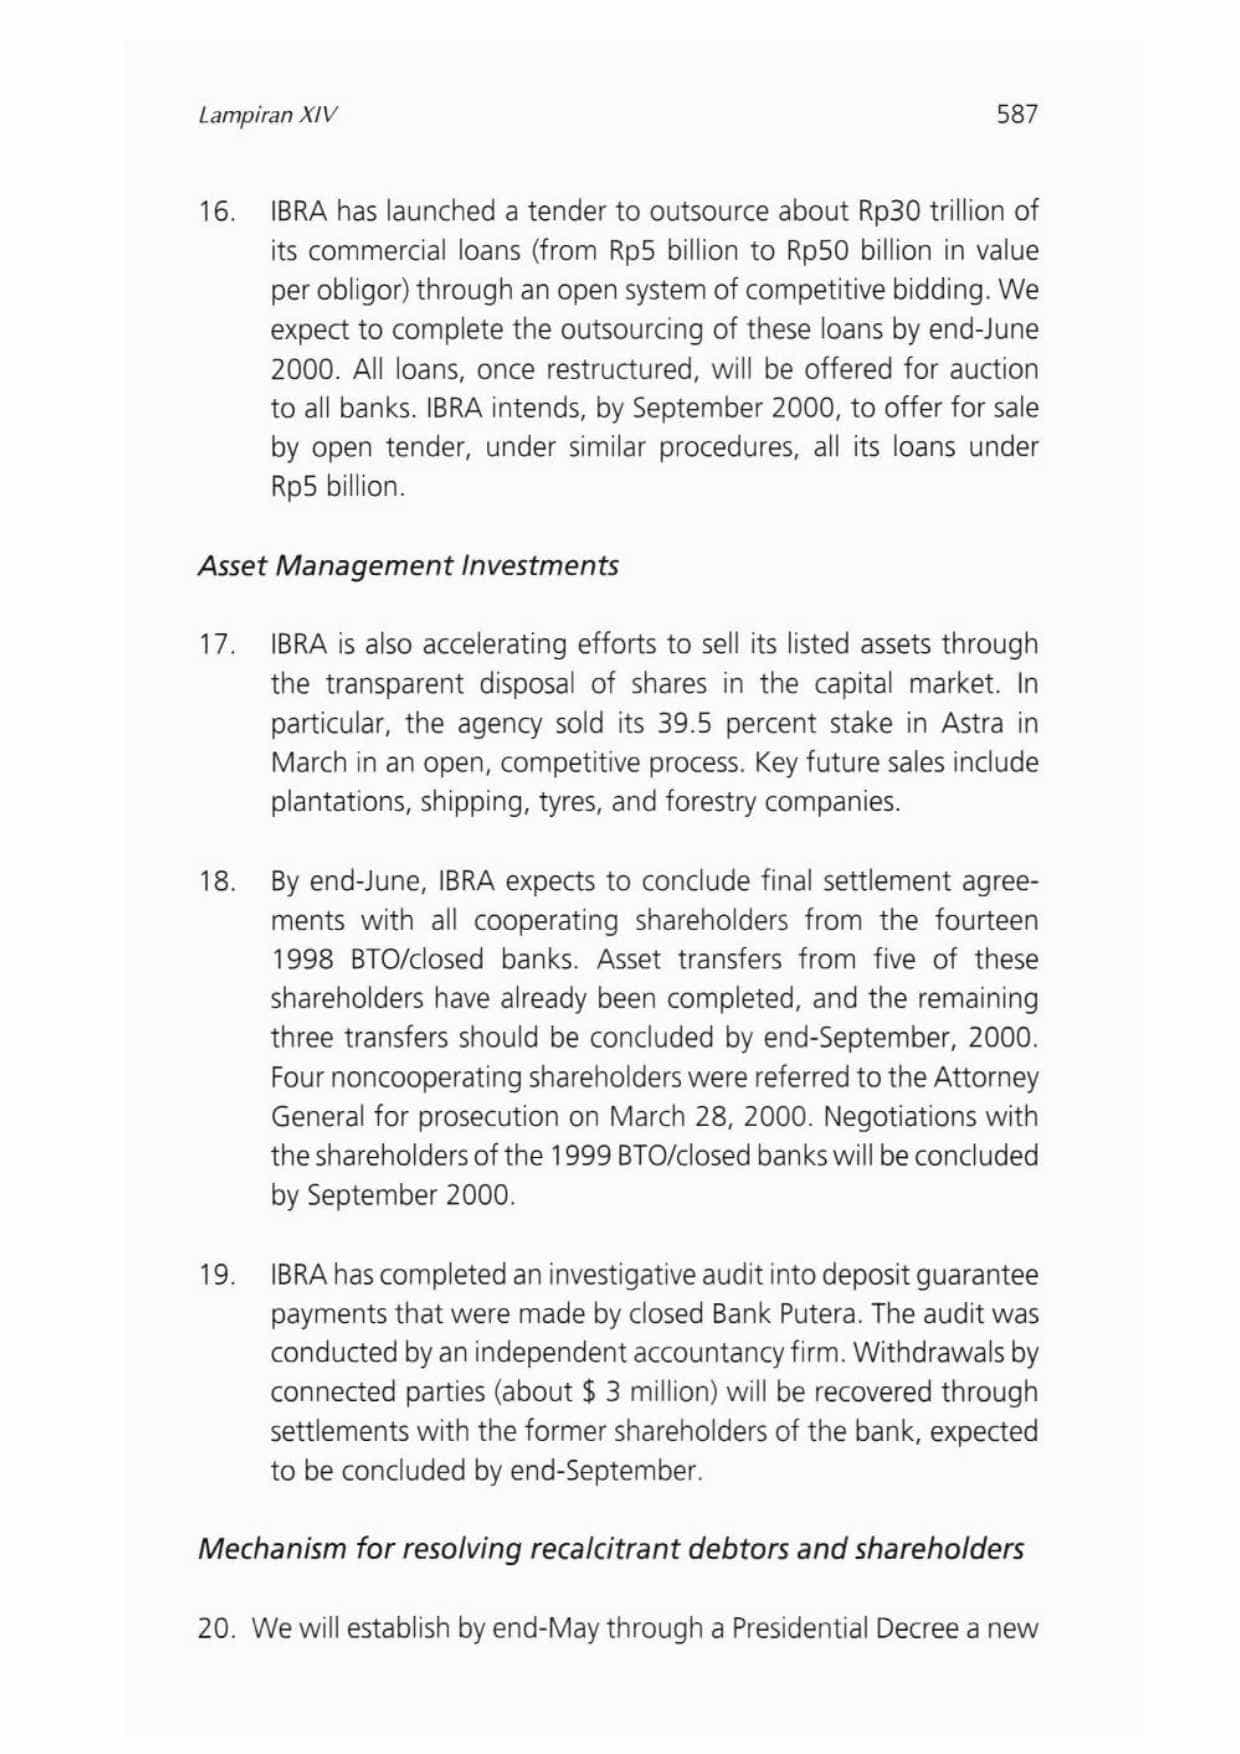 Lampiran XIV 587
16. IBRA has launched a tender to outsource about Rp30 trillion of
its commercial loans (from Rp5 billion to Rp50 billion in value
per obligor) through an open system of competitive bidding. We
expect to complete the outsourcing of these loans by end-June
2000. All loans, once restructured, will be offered for auction
to all banks. IBRA intends, by September 2000, to offer for sale
by open tender, under similar procedures, all its loans under
Rp5 billion.
Asset Management Investments
17. IBRA is also accelerating efforts to sell its listed assets through
the transparent disposal of shares in the capital market. In
particular, the agency sold its 39.5 percent stake in Astra in
March in an open, competitive process. Key future sales include
plantations, shipping, tyres, and forestry companies.
18. By end-June, IBRA expects to conclude final settlement agree-
ments with all cooperating shareholders from the fourteen
1998 BTO/closed banks. Asset transfers from five of these
shareholders have already been completed, and the remaining
three transfers should be concluded by end-September, 2000.
Four noncooperating shareholders were referred to the Attorney
General for prosecution on March 28, 2000. Negotiations with
the shareholders of the 1999 BTO/closed banks will be concluded
by September 2000.
19. IBRA has completed an investigative audit into deposit guarantee
payments that were made by closed Bank Putera. The audit was
conducted by an independent accountancy firm. Withdrawals by
connected parties (about $ 3 million) will be recovered through
settlements with the former shareholders of the bank, expected
to be concluded by end-September.
Mechanism for resolving recalcitrant debtors and shareholders
20. We will establish by end-May through a Presidential Decree a new